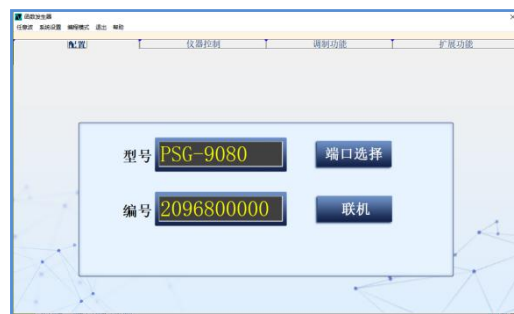 函数发生器
任意波 系统设置 编程模式 退出 帮助
配置 仪器控制 调制功能 扩展功能
型号 PSG-9080 端口选择
编号 2096800000 联机